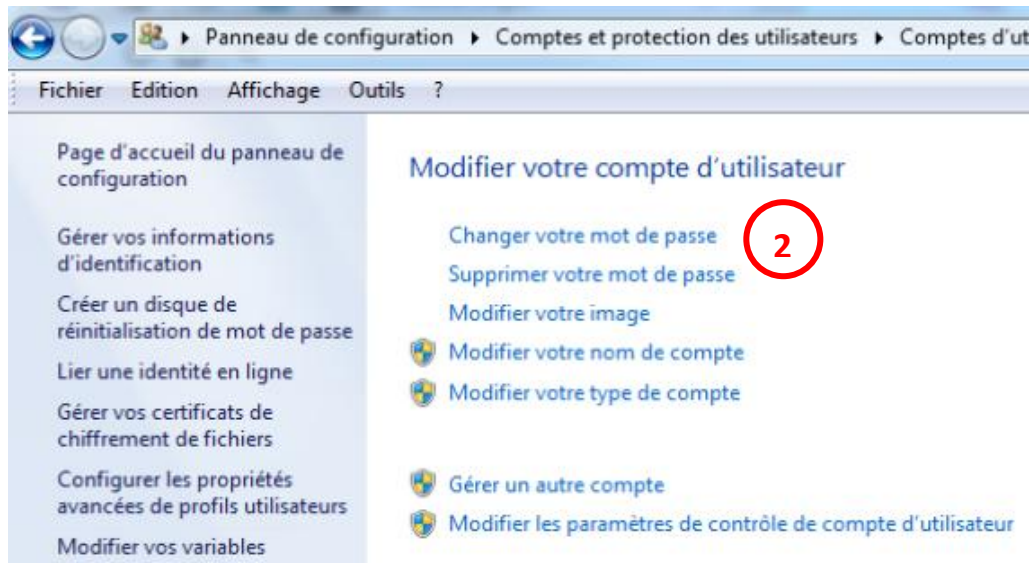 Panneau de configuration ▸ Comptes et protection des utilisateurs ▸ Comptes d'ut
Fichier Edition Affichage Outils ?
Page d'accueil du panneau de
configuration
Gérer vos informations
d'identification
Créer un disque de
réinitialisation de mot de passe
Lier une identité en ligne
Gérer vos certificats de
chiffrement de fichiers
Configurer les propriétés
avancées de profils utilisateurs
Modifier vos variables
Modifier votre compte d'utilisateur
Changer votre mot de passe
2
Supprimer votre mot de passe
Modifier votre image
Modifier votre nom de compte
Modifier votre type de compte
Gérer un autre compte
Modifier les paramètres de contrôle de compte d'utilisateur